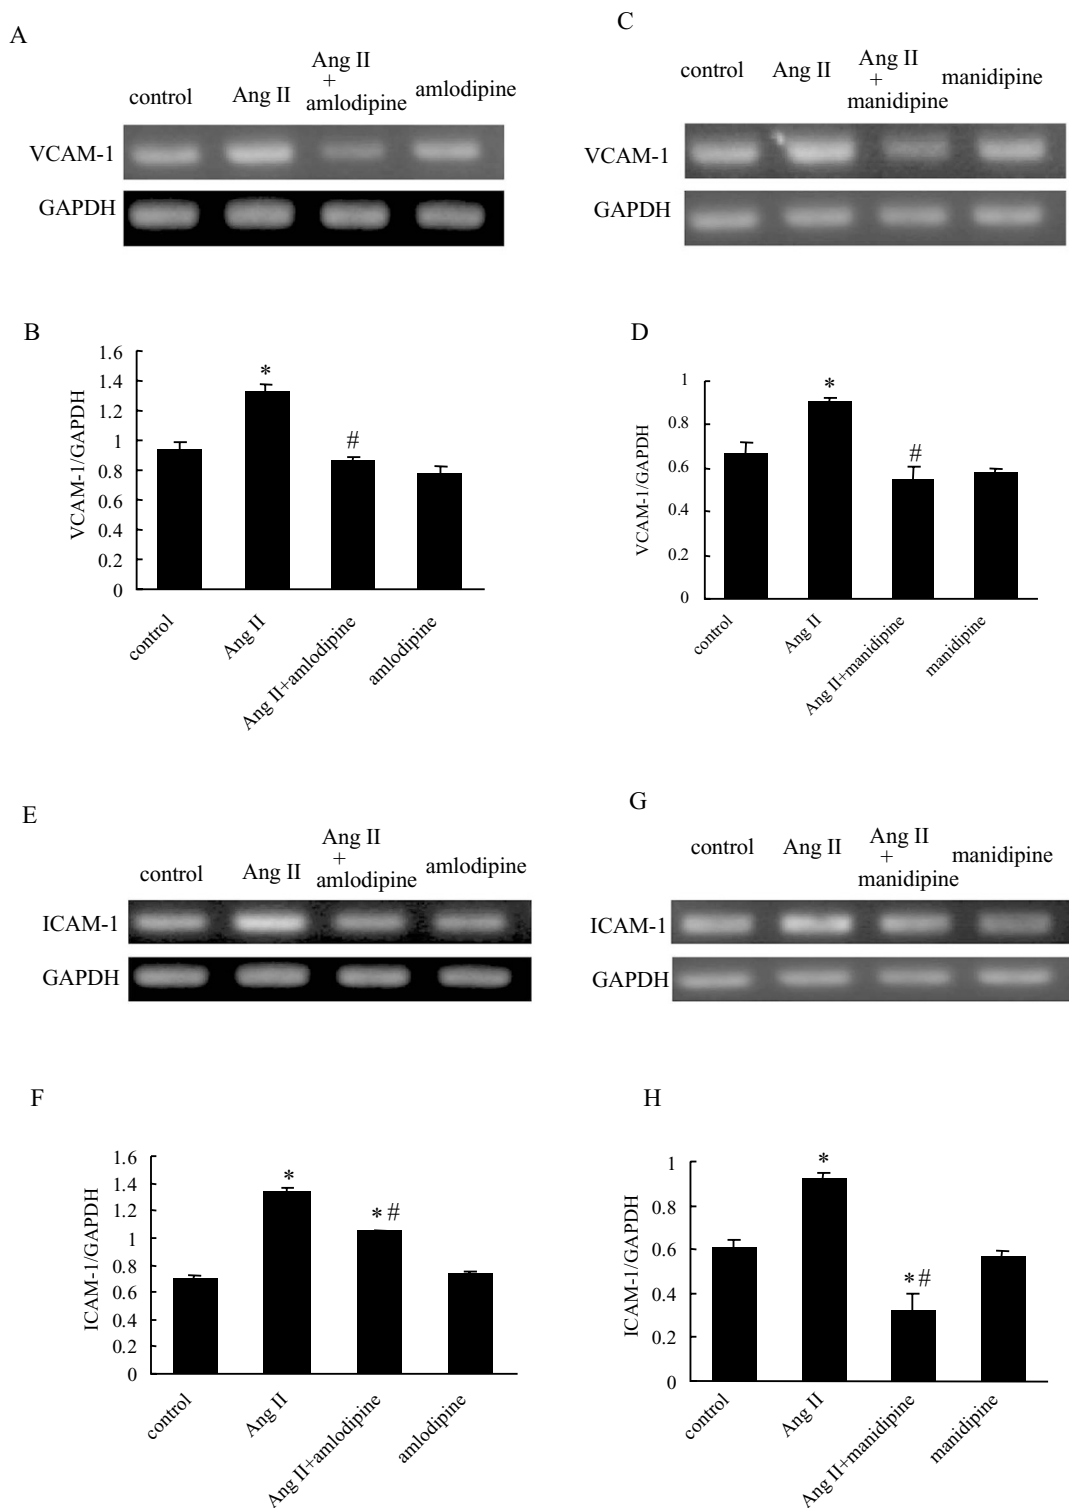 A
control
Ang II
Ang II
+
amlodipine
amlodipine
VCAM-1
GAPDH
C
control
Ang II
Ang II
+
manidipine
manidipine
VCAM-1
GAPDH
B
VCAM-1/GAPDH
1.6
1.4
1.2
1
0.8
0.6
0.4
0.2
0
*
#
control
Ang II
Ang II+amlodipine
amlodipine
D
VCAM-1/GAPDH
1
0.8
0.6
0.4
0.2
0
*
#
control
Ang II
Ang II+manidipine
manidipine
E
control
Ang II
Ang II
+
amlodipine
amlodipine
ICAM-1
GAPDH
G
control
Ang II
Ang II
+
manidipine
manidipine
ICAM-1
GAPDH
F
ICAM-1/GAPDH
1.6
1.4
1.2
1
0.8
0.6
0.4
0.2
0
*
*#
control
Ang II
Ang II+amlodipine
amlodipine
H
ICAM-1/GAPDH
1
0.8
0.6
0.4
0.2
0
*
*#
control
Ang II
Ang II+manidipine
manidipine